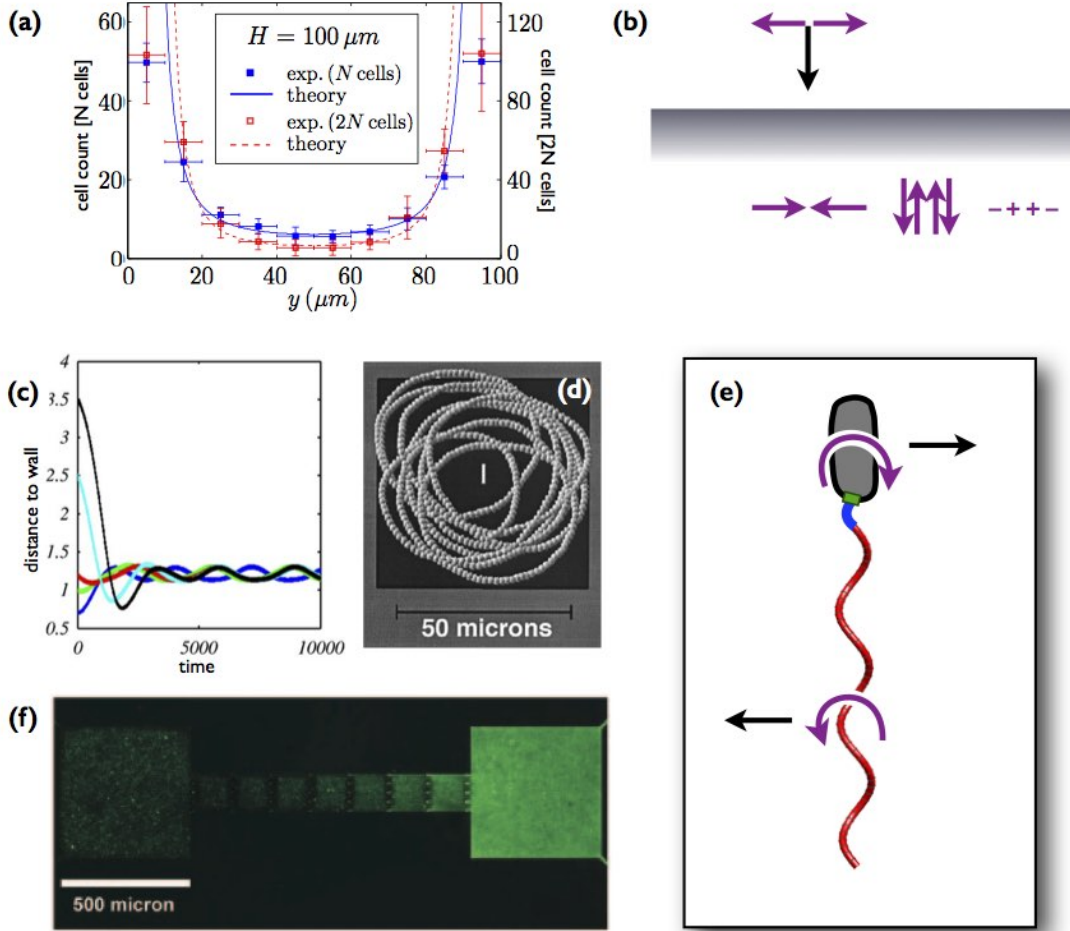 (a)
H = 100 μm
exp. (N cells)
theory
exp. (2N cells)
theory
cell count [N cells]
60
40
20
0
cell count [2N cells]
120
80
40
0
0 20 40 60 80 100
y (μm)
(b)
–++–
(c)
distance to wall
4
3.5
3
2.5
2
1.5
1
0.5
0 5000 10000
time
(d)
I
50 microns
(e)
(f)
500 micron